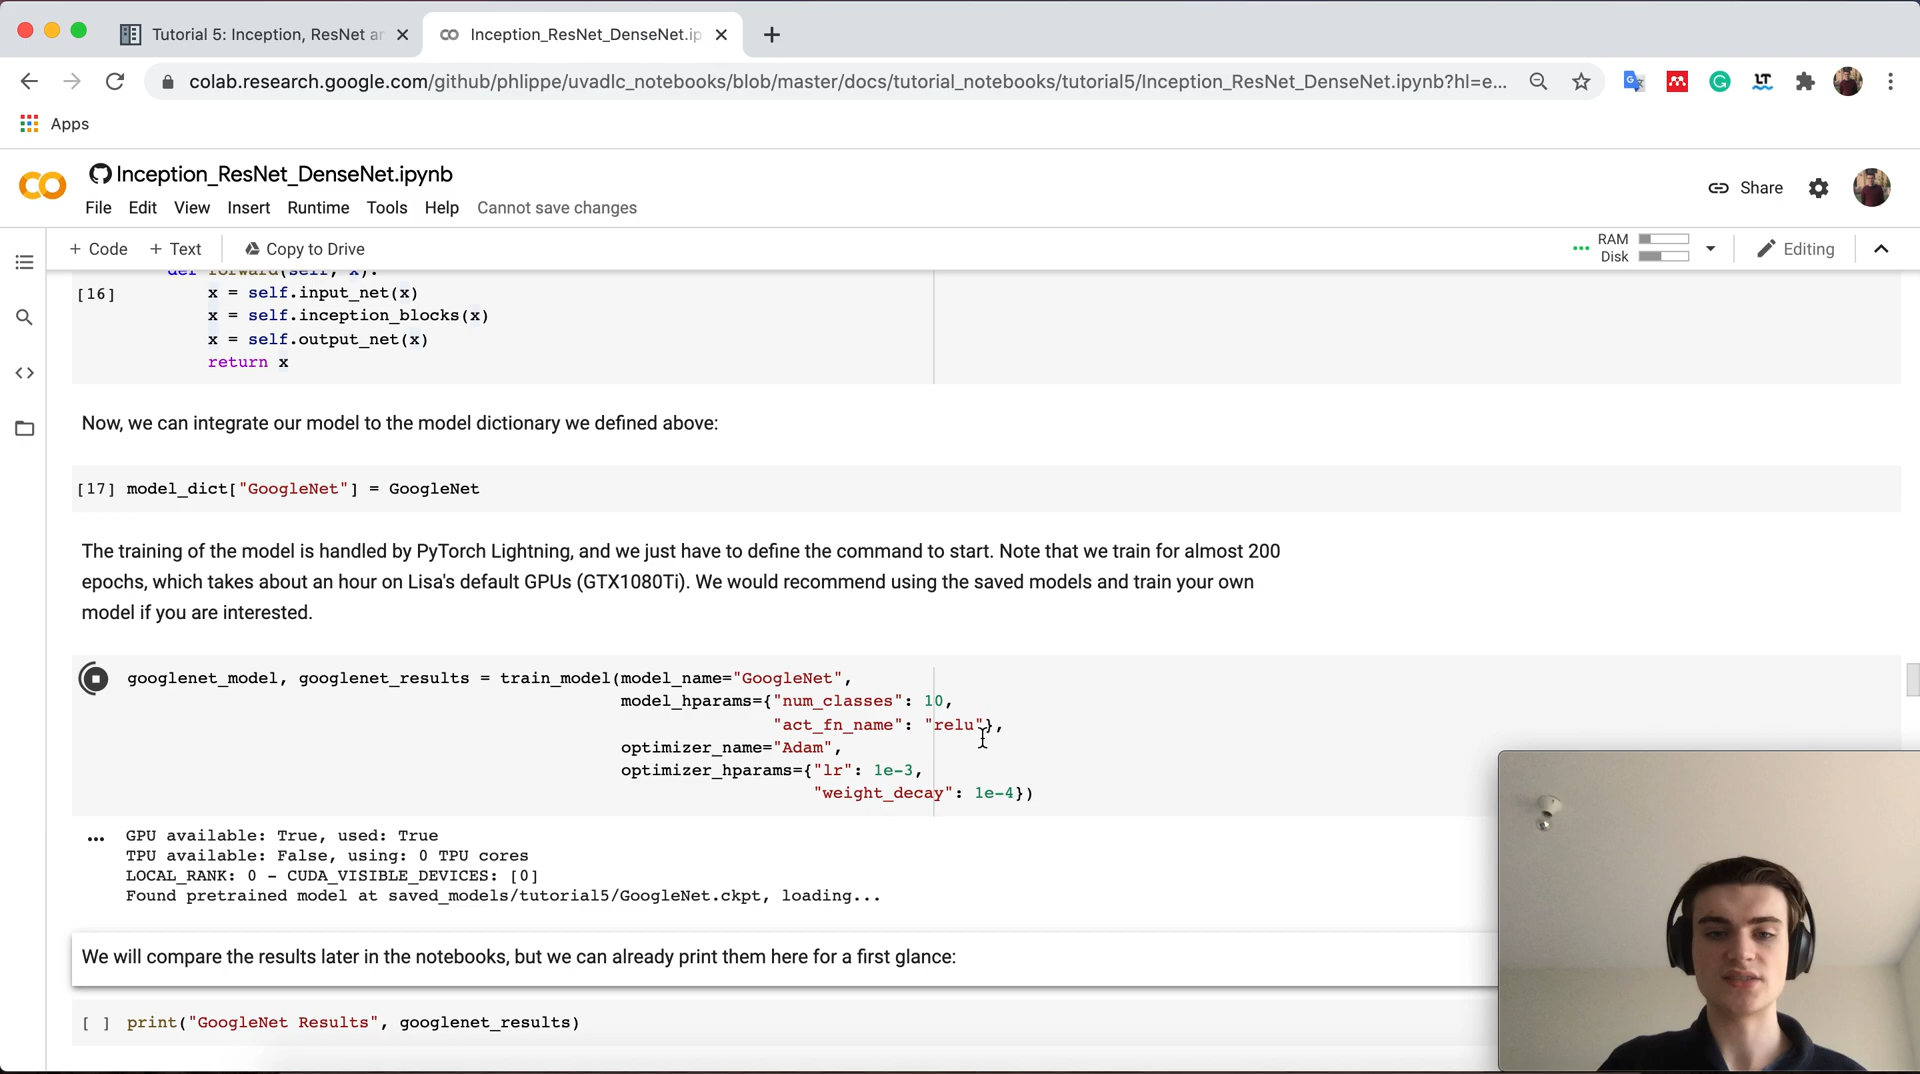 Tutorial 5: Inception, ResNet ar
Inception_ResNet_DenseNet.ip
colab.research.google.com/github/phlippe/uvadlc_notebooks/blob/master/docs/tutorial_notebooks/tutorial5/Inception_ResNet_DenseNet.ipynb?hl=e...
LT
Apps
Inception_ResNet_DenseNet.ipynb
Share
File Edit View Insert Runtime Tools Help Cannot save changes
+ Code + Text Copy to Drive
RAM
Disk
Editing
def forward(self, x):
[16]
x = self.input_net(x)
x = self.inception_blocks(x)
x = self.output_net(x)
return x
Now, we can integrate our model to the model dictionary we defined above:
[17] model_dict["GoogleNet"] = GoogleNet
The training of the model is handled by PyTorch Lightning, and we just have to define the command to start. Note that we train for almost 200
epochs, which takes about an hour on Lisa's default GPUs (GTX1080Ti). We would recommend using the saved models and train your own
model if you are interested.
googlenet_model, googlenet_results = train_model(model_name="GoogleNet",
model_hparams={"num_classes": 10,
"act_fn_name": "relu"},
optimizer_name="Adam",
optimizer_hparams={"lr": 1e-3,
"weight_decay": 1e-4})
... GPU available: True, used: True
TPU available: False, using: 0 TPU cores
LOCAL_RANK: 0 - CUDA_VISIBLE_DEVICES: [0]
Found pretrained model at saved_models/tutorial5/GoogleNet.ckpt, loading...
We will compare the results later in the notebooks, but we can already print them here for a first glance:
[ ] print("GoogleNet Results", googlenet_results)